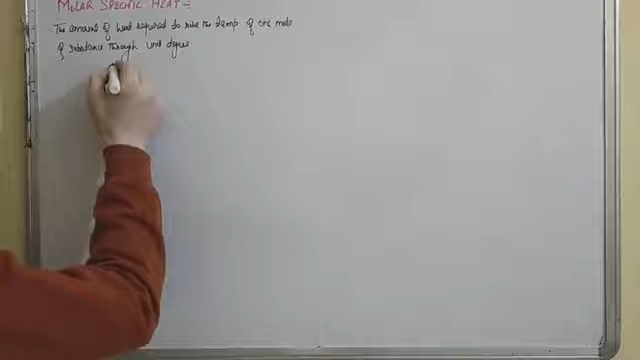 MOLAR SPECIFIC HEAT :-
The amount of heat required to rise the temp of one mole
of substance through unit degree